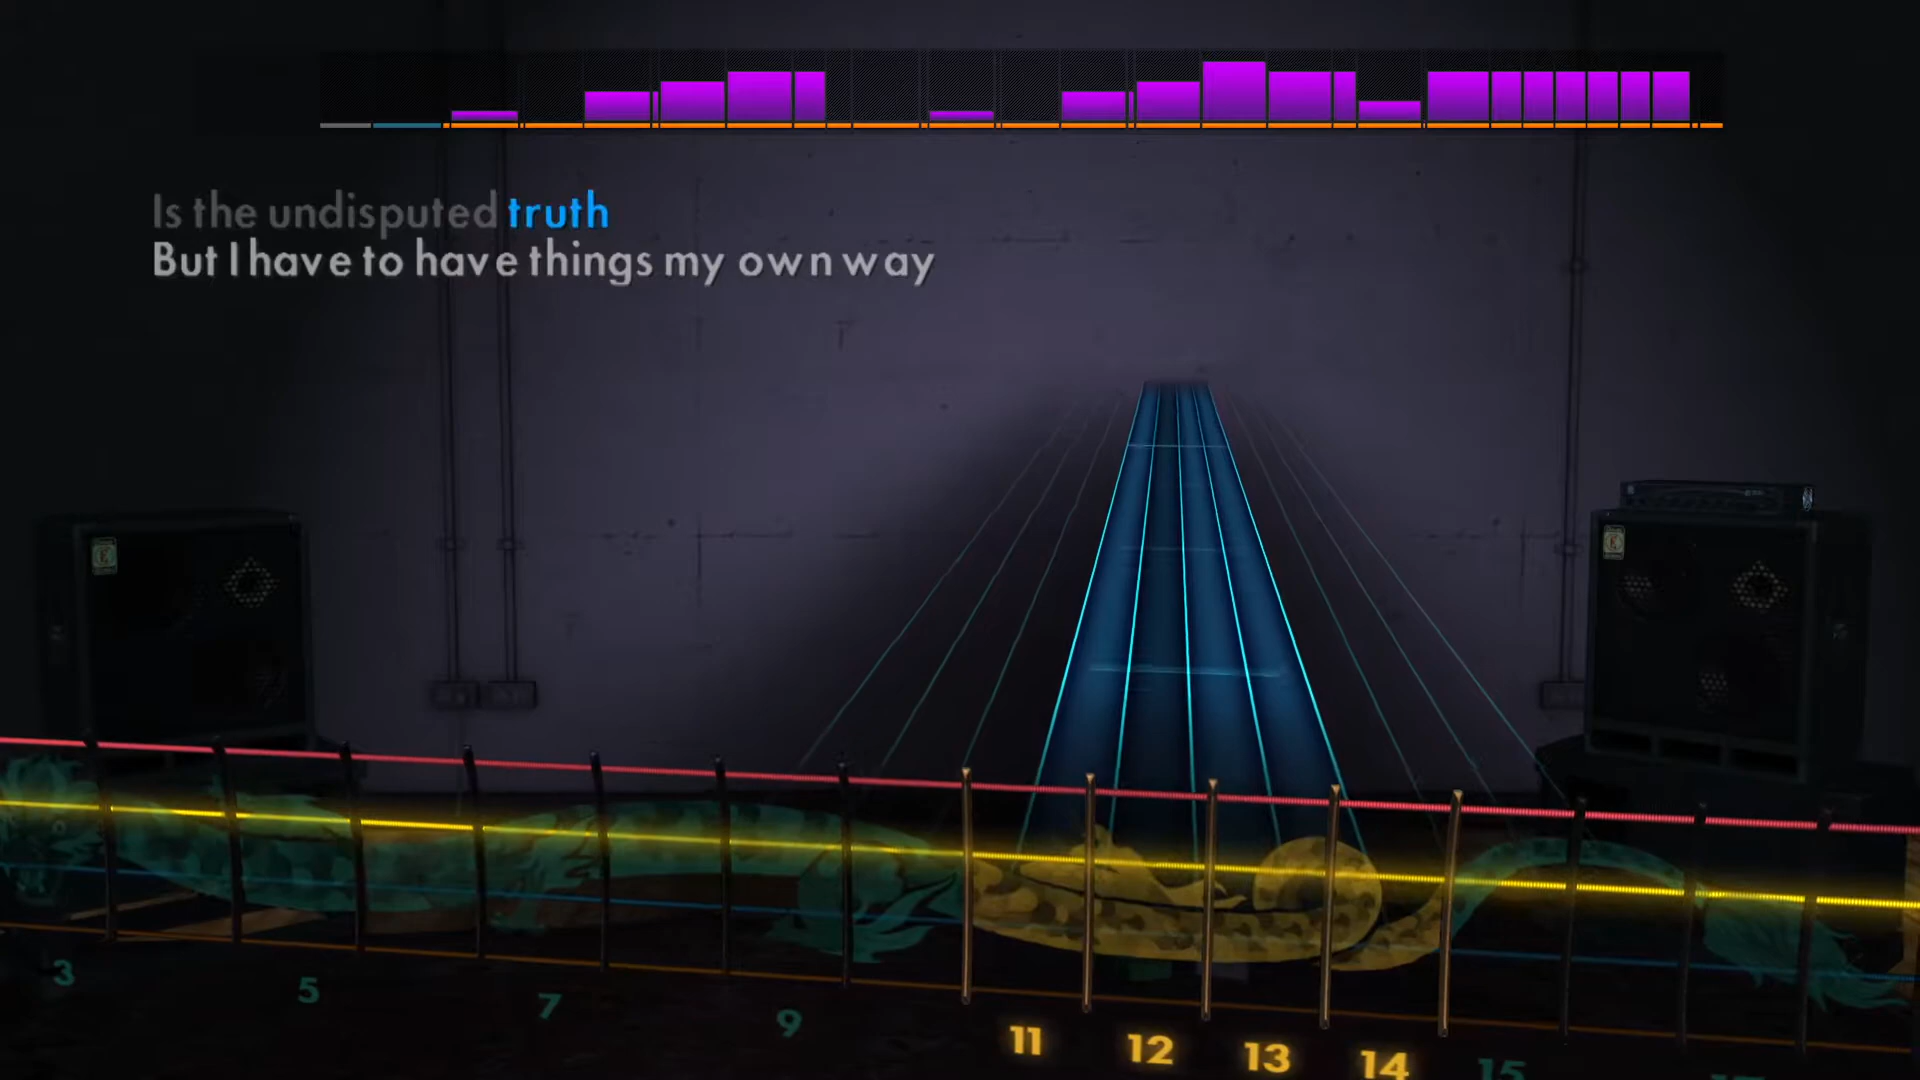 Is the undisputed truth
But I have to have things my own way
3 5 7 9 11 12 13 14 15